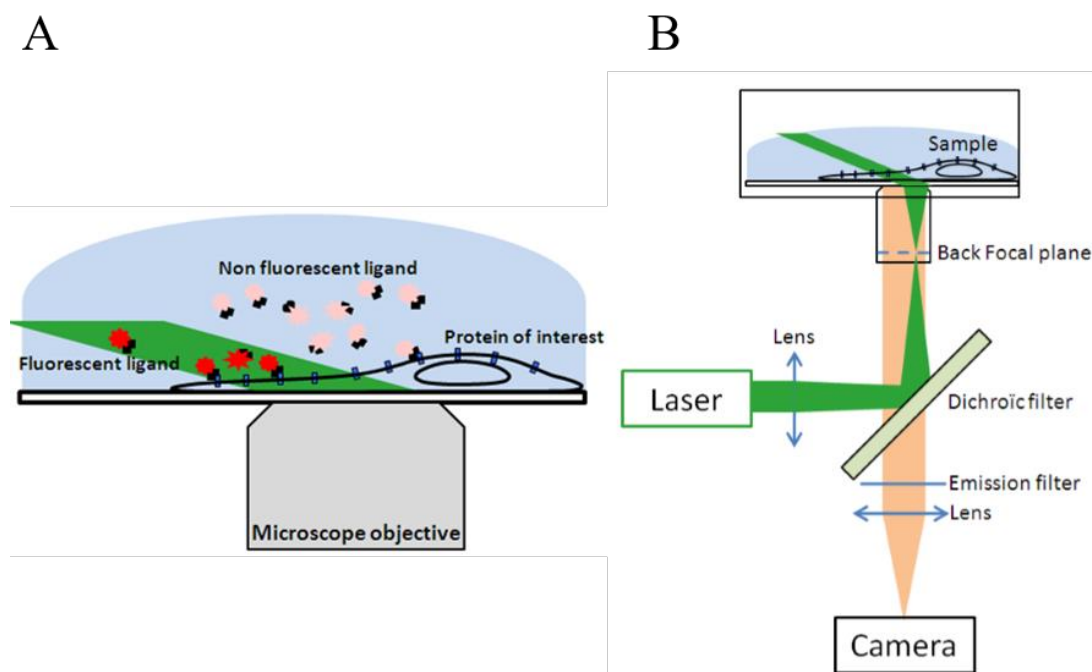 A
Non fluorescent ligand
Protein of interest
Fluorescent ligand
Microscope objective
B
Sample
Back Focal plane
Lens
Laser
Dichroïc filter
Emission filter
Lens
Camera